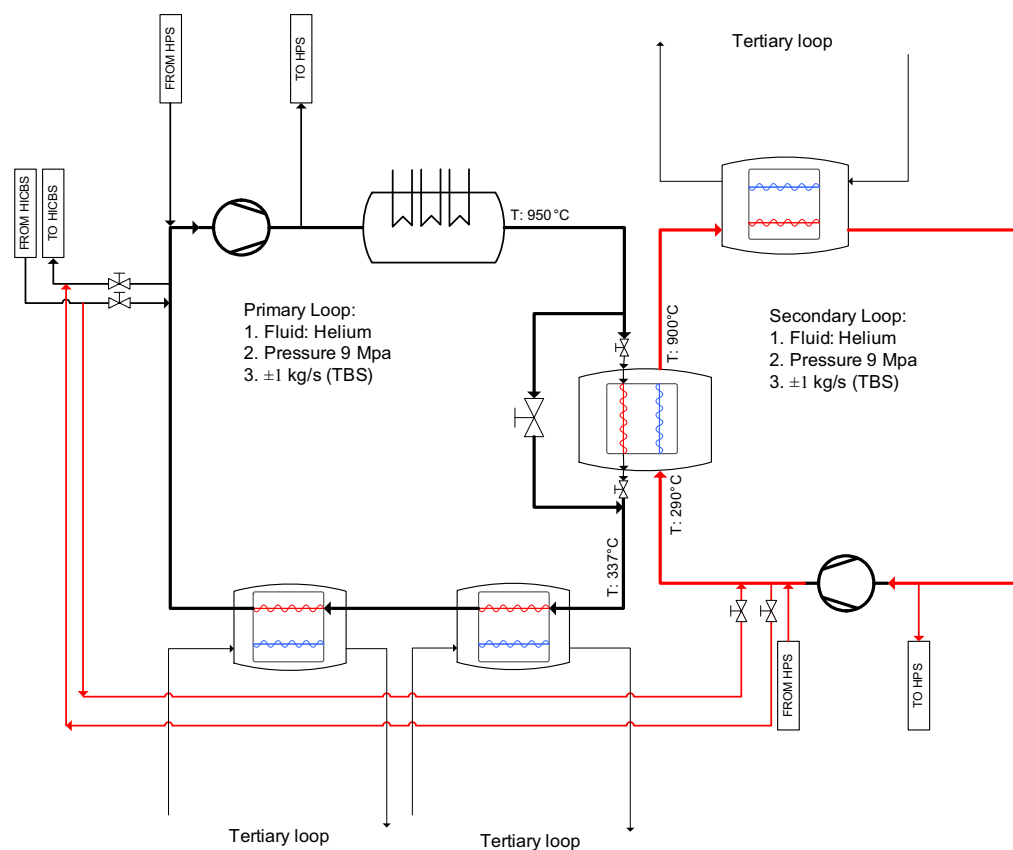 Tertiary loop
FROM HPS
TO HPS
FROM HICBS
TO HICBS
T: 950°C
Primary Loop:
1. Fluid: Helium
2. Pressure 9 Mpa
3. ±1 kg/s (TBS)
T: 900°C
Secondary Loop:
1. Fluid: Helium
2. Pressure 9 Mpa
3. ±1 kg/s (TBS)
T: 290°C
T: 337°C
FROM HPS
TO HPS
Tertiary loop
Tertiary loop